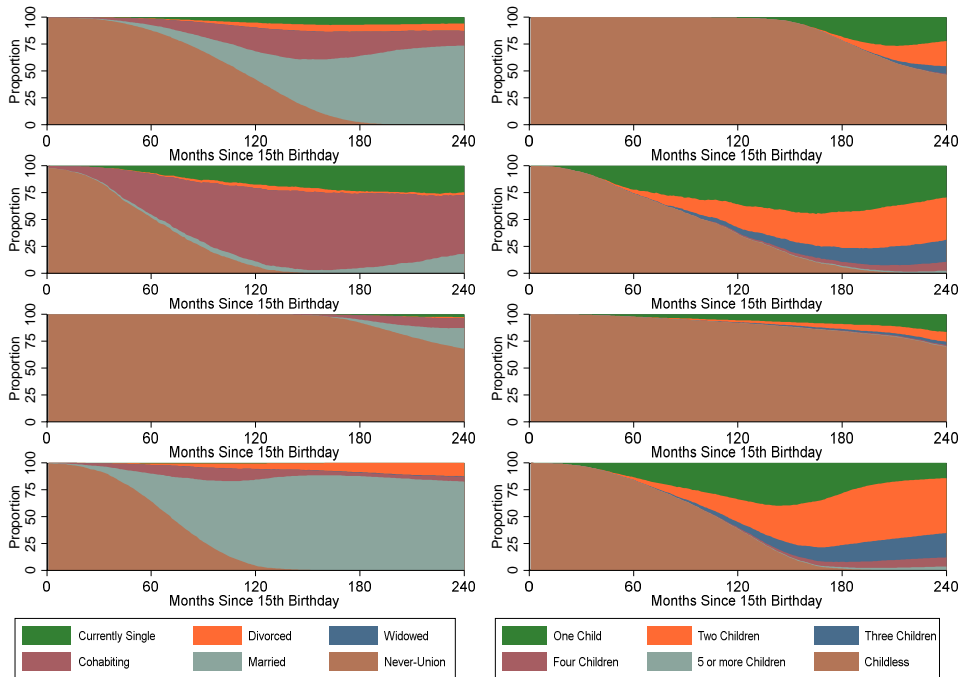 Proportion
0 25 50 75 100
0 60 120 180 240
Months Since 15th Birthday
Proportion
0 25 50 75 100
0 60 120 180 240
Months Since 15th Birthday
Proportion
0 25 50 75 100
0 60 120 180 240
Months Since 15th Birthday
Proportion
0 25 50 75 100
0 60 120 180 240
Months Since 15th Birthday
Proportion
0 25 50 75 100
0 60 120 180 240
Months Since 15th Birthday
Proportion
0 25 50 75 100
0 60 120 180 240
Months Since 15th Birthday
Proportion
0 25 50 75 100
0 60 120 180 240
Months Since 15th Birthday
Proportion
0 25 50 75 100
0 60 120 180 240
Months Since 15th Birthday
Currently Single Divorced Widowed
Cohabiting Married Never-Union
One Child Two Children Three Children
Four Children 5 or more Children Childless